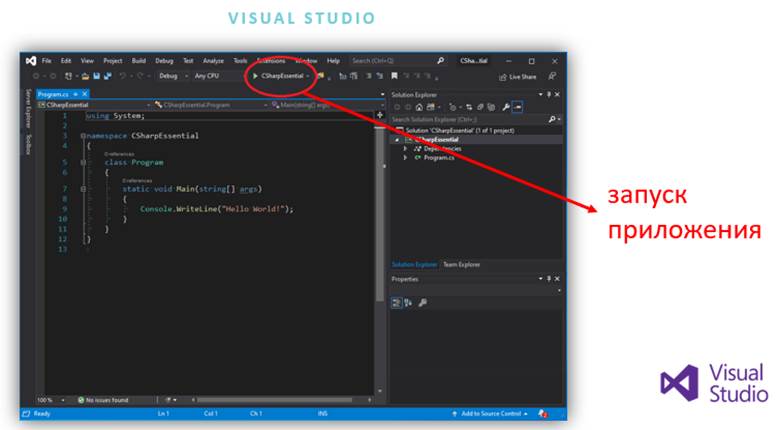 VISUAL STUDIO
File Edit View Project Build Debug Test Analyze Tools Extensions Window Help Search (Ctrl+Q) CSha...tial
Debug Any CPU CSharpEssential Live Share
Program.cs
CSharpEssential CSharpEssential.Program Main(string[] args)
Server Explorer
Toolbox
1 using System;
2
3 namespace CSharpEssential
4 {
0 references
5 class Program
6 {
0 references
7 static void Main(string[] args)
8 {
9 Console.WriteLine("Hello World!");
10 }
11 }
12 }
13
100 % No issues found
Solution Explorer
Search Solution Explorer (Ctrl+;)
Solution 'CSharpEssential' (1 of 1 project)
CSharpEssential
Dependencies
Program.cs
Solution Explorer Team Explorer
Properties
Ready Ln 1 Col 1 Ch 1 INS Add to Source Control
запуск
приложения
Visual
Studio